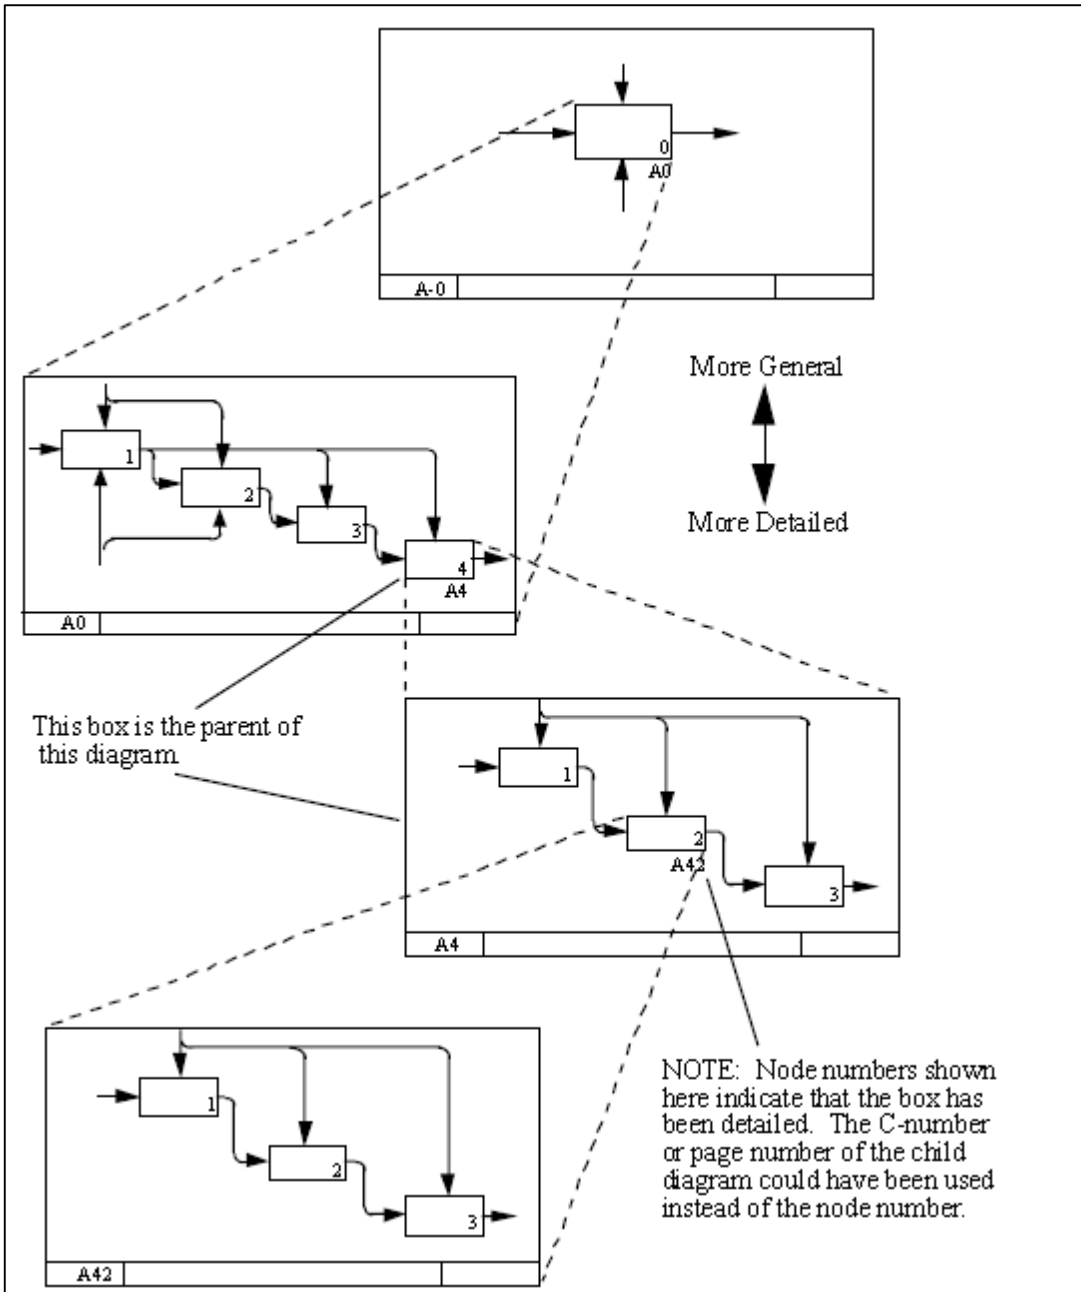 0
A0
A-0
More General
More Detailed
1
2
3
4
A4
A0
This box is the parent of
this diagram.
1
2
A42
3
A4
NOTE: Node numbers shown
here indicate that the box has
been detailed. The C-number
or page number of the child
diagram could have been used
instead of the node number.
1
2
3
A42